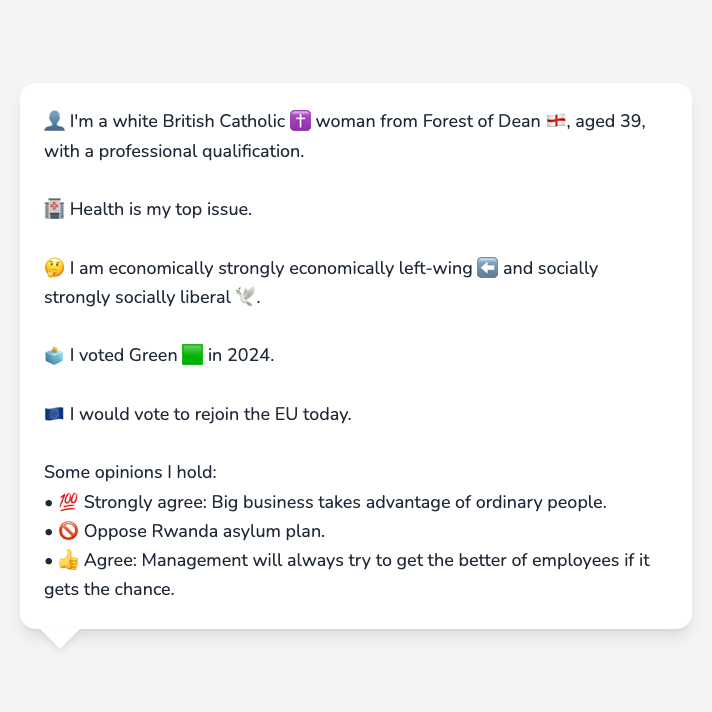 👤 I'm a white British Catholic ✝️ woman from Forest of Dean 🏴󠁧󠁢󠁥󠁮󠁧󠁿, aged 39,
with a professional qualification.
🏥 Health is my top issue.
🤔 I am economically strongly economically left-wing ⬅️ and socially
strongly socially liberal 🕊️.
🗳️ I voted Green 🟩 in 2024.
🇪🇺 I would vote to rejoin the EU today.
Some opinions I hold:
• 💯 Strongly agree: Big business takes advantage of ordinary people.
• 🚫 Oppose Rwanda asylum plan.
• 👍 Agree: Management will always try to get the better of employees if it
gets the chance.